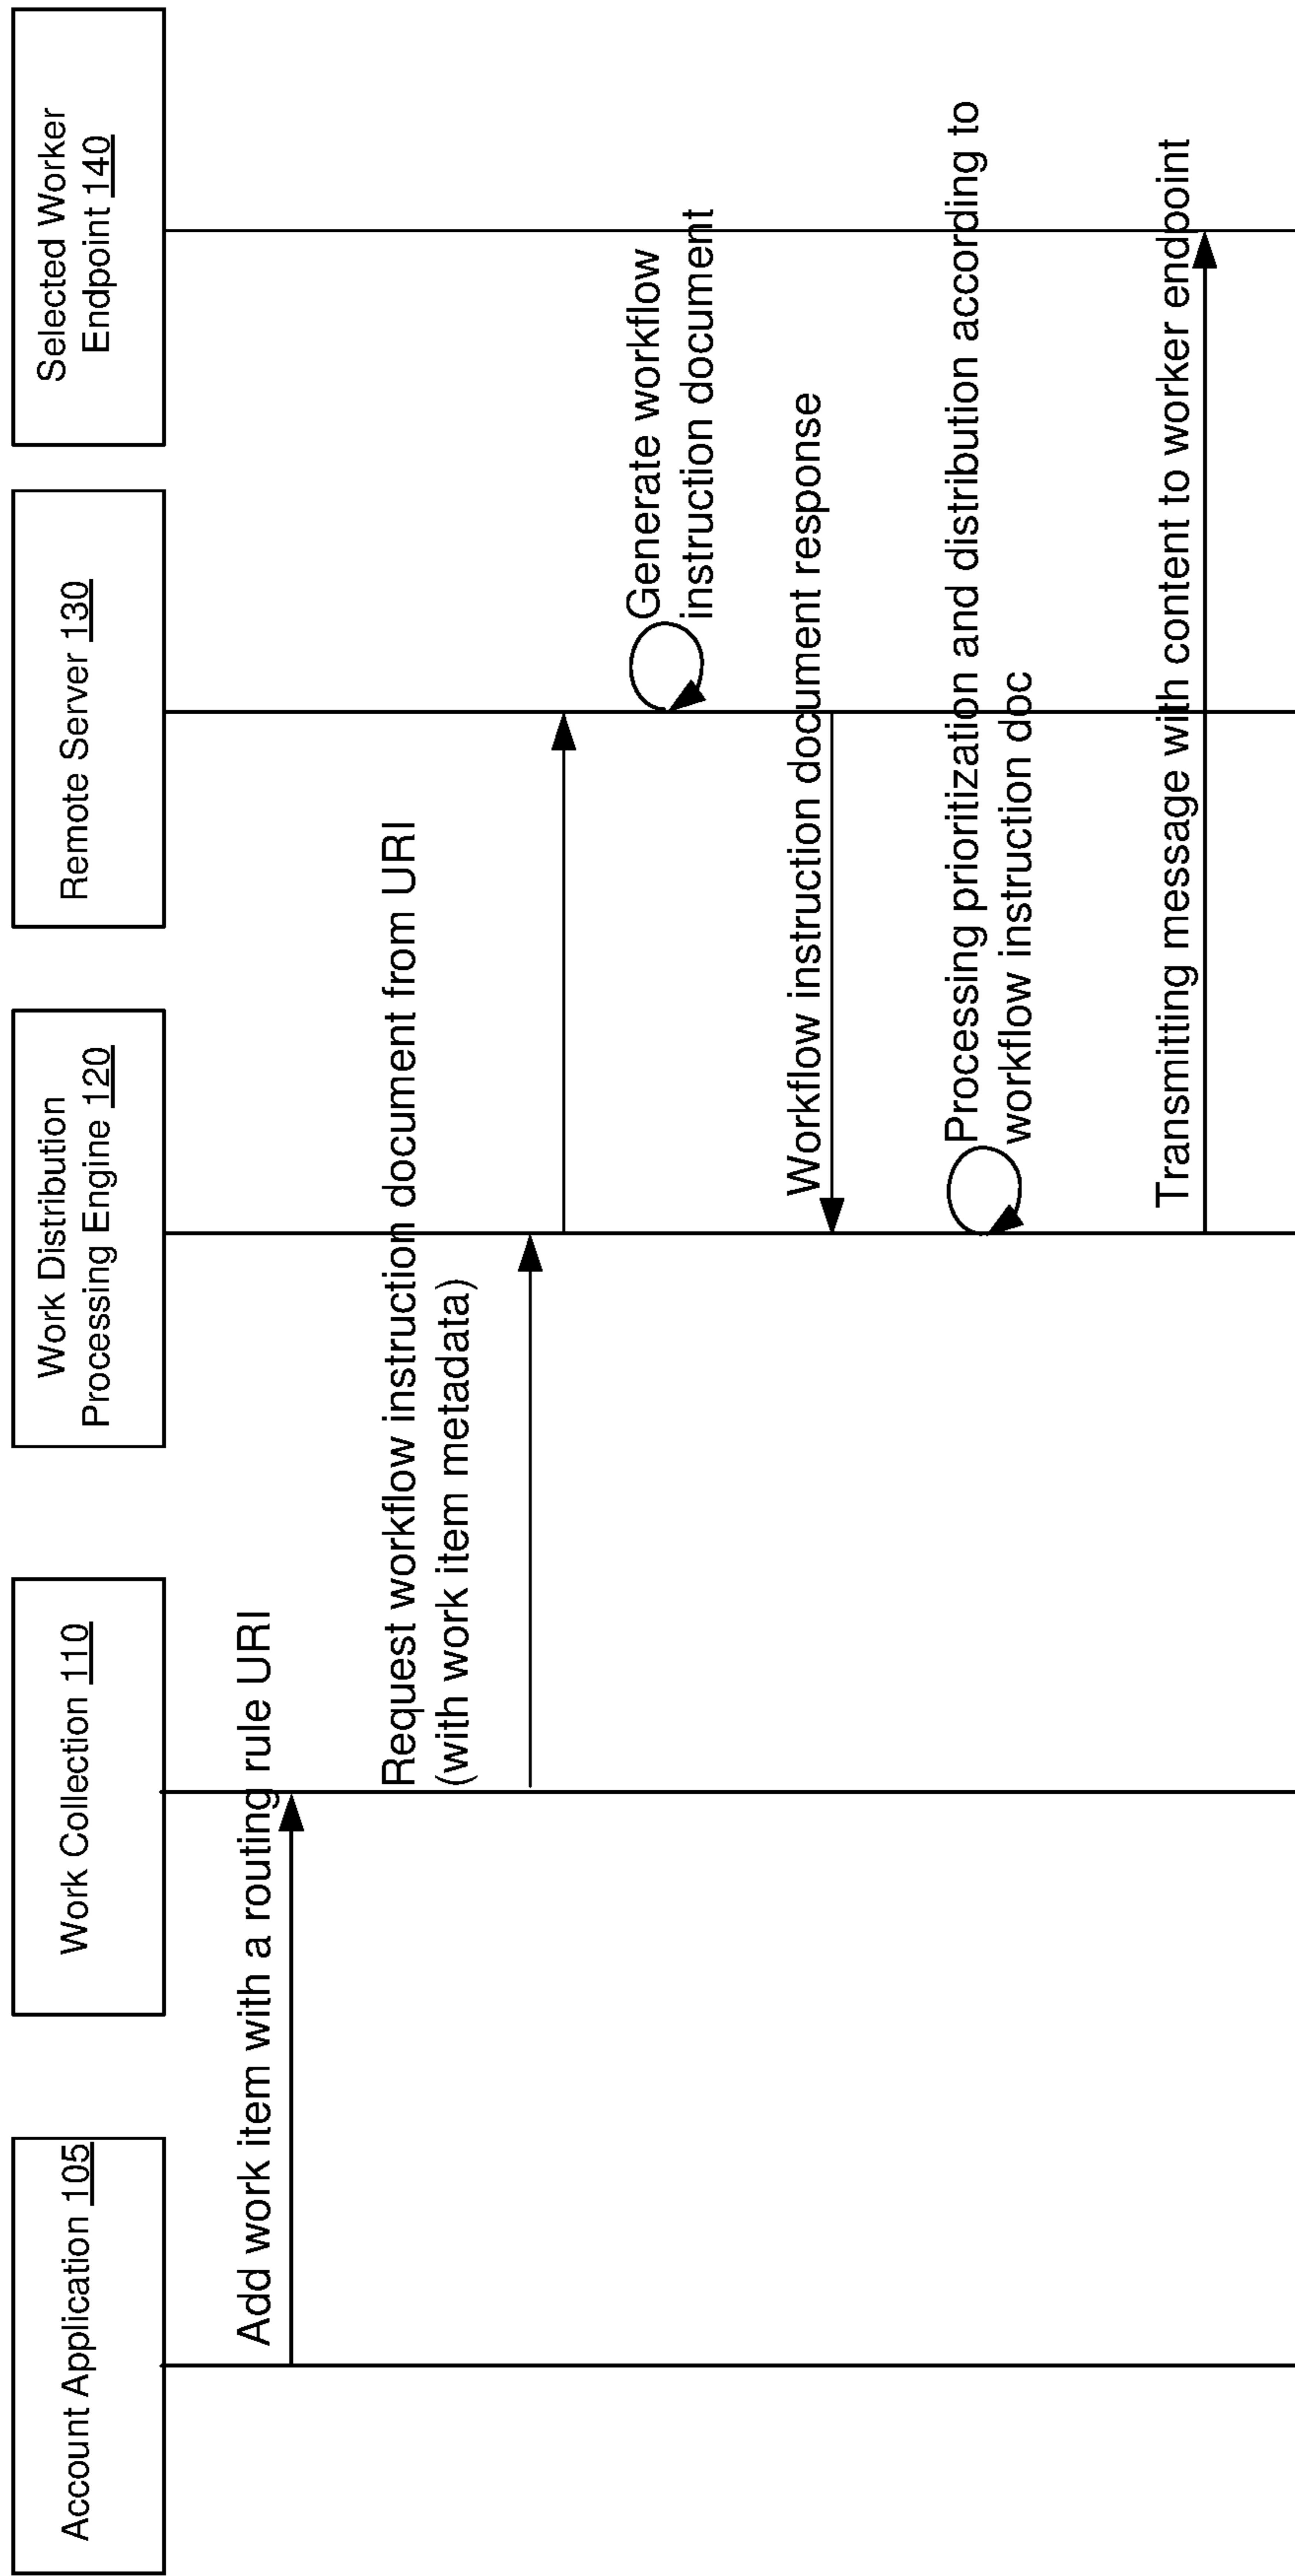 Account Application 105
Work Collection 110
Work Distribution
Processing Engine 120
Remote Server 130
Selected Worker
Endpoint 140
Add work item with a routing rule URI
Request workflow instruction document from URI
(with work item metadata)
Generate workflow
instruction document
Workflow instruction document response
Processing prioritization and distribution according to
workflow instruction doc
Transmitting message with content to worker endpoint